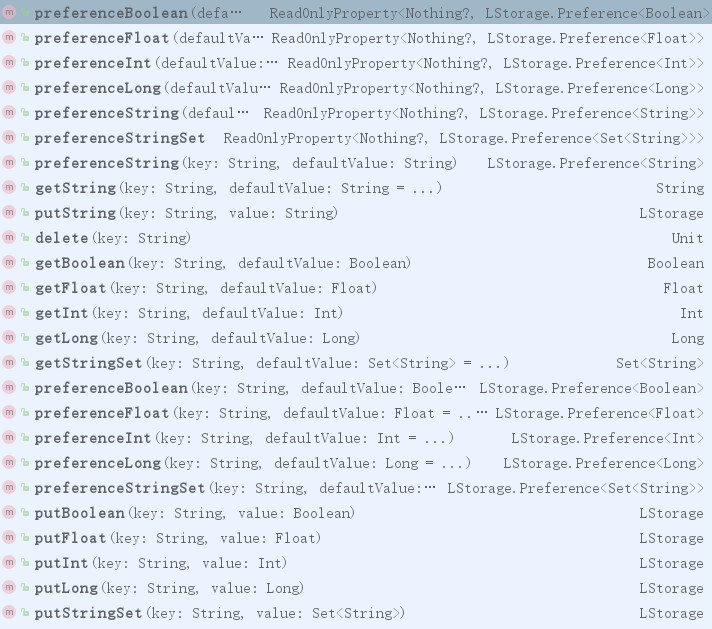 preferenceBoolean(defa… ReadOnlyProperty<Nothing?, LStorage.Preference<Boolean>
preferenceFloat(defaultVa… ReadOnlyProperty<Nothing?, LStorage.Preference<Float>>
preferenceInt(defaultValue:… ReadOnlyProperty<Nothing?, LStorage.Preference<Int>>
preferenceLong(defaultValu… ReadOnlyProperty<Nothing?, LStorage.Preference<Long>>
preferenceString(defaul… ReadOnlyProperty<Nothing?, LStorage.Preference<String>>
preferenceStringSet ReadOnlyProperty<Nothing?, LStorage.Preference<Set<String>>>
preferenceString(key: String, defaultValue: String) LStorage.Preference<String>
getString(key: String, defaultValue: String = ...) String
putString(key: String, value: String) LStorage
delete(key: String) Unit
getBoolean(key: String, defaultValue: Boolean) Boolean
getFloat(key: String, defaultValue: Float) Float
getInt(key: String, defaultValue: Int) Int
getLong(key: String, defaultValue: Long) Long
getStringSet(key: String, defaultValue: Set<String> = ...) Set<String>
preferenceBoolean(key: String, defaultValue: Boole… LStorage.Preference<Boolean>
preferenceFloat(key: String, defaultValue: Float = ..… LStorage.Preference<Float>
preferenceInt(key: String, defaultValue: Int = ...) LStorage.Preference<Int>
preferenceLong(key: String, defaultValue: Long = ...) LStorage.Preference<Long>
preferenceStringSet(key: String, defaultValue:… LStorage.Preference<Set<String>>
putBoolean(key: String, value: Boolean) LStorage
putFloat(key: String, value: Float) LStorage
putInt(key: String, value: Int) LStorage
putLong(key: String, value: Long) LStorage
putStringSet(key: String, value: Set<String>) LStorage